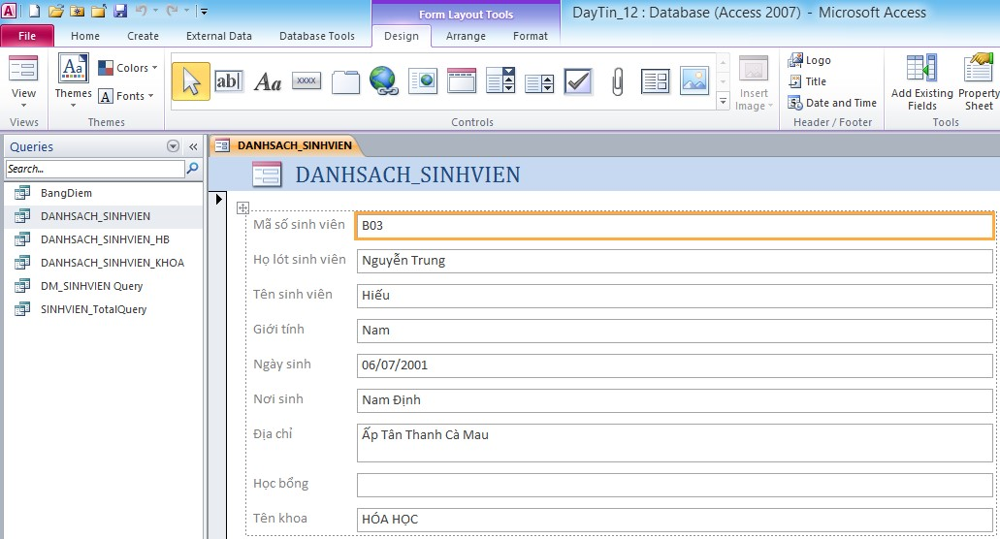 Form Layout Tools
DayTin_12 : Database (Access 2007) - Microsoft Access
File Home Create External Data Database Tools Design Arrange Format
View
Views
Themes
Colors
Fonts
Themes
ab|
Aa
XXXX
Controls
Insert Image
Logo
Title
Date and Time
Header / Footer
Add Existing Fields
Property Sheet
Tools
Queries
Search...
BangDiem
DANHSACH_SINHVIEN
DANHSACH_SINHVIEN_HB
DANHSACH_SINHVIEN_KHOA
DM_SINHVIEN Query
SINHVIEN_TotalQuery
DANHSACH_SINHVIEN
DANHSACH_SINHVIEN
Mã số sinh viên B03
Họ lót sinh viên Nguyễn Trung
Tên sinh viên Hiếu
Giới tính Nam
Ngày sinh 06/07/2001
Nơi sinh Nam Định
Địa chỉ Ấp Tân Thanh Cà Mau
Học bổng
Tên khoa HÓA HỌC